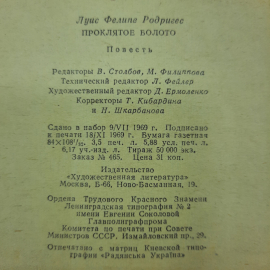 Луис Фелипе Родригес
ПРОКЛЯТОЕ БОЛОТО
Повесть
Редакторы В. Столбов, М. Филиппова
Технический редактор Л. Фейлер
Художественный редактор Д. Ермоленко
Корректоры Т. Кибардина
и Н. Шкарбанова
Сдано в набор 9/VII 1969 г. Подписано
к печати 18/XI 1969 г. Бумага газетная
84×108¹/₃₂. 3,5 печ. л. 5,88 усл. печ. л.
6,17 уч.-изд. л. Тираж 50 000 экз.
Заказ № 465. Цена 31 коп.
Издательство
«Художественная литература»
Москва, Б-66, Ново-Басманная, 19.
Ордена Трудового Красного Знамени
Ленинградская типография № 2
имени Евгении Соколовой
Главполиграфпрома
Комитета по печати при Совете
Министров СССР. Измайловский пр. 29.
Отпечатано с матриц Киевской типо-
графии «Радянська Україна»